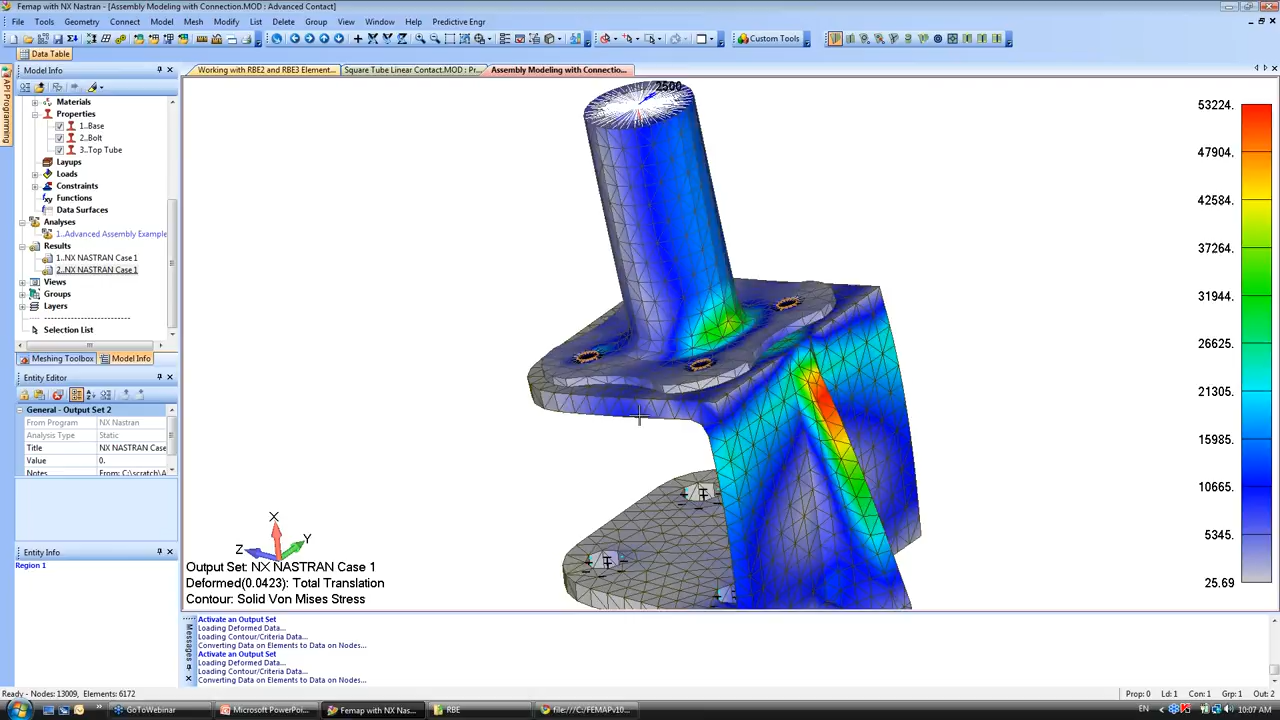 Femap with NX Nastran - [Assembly Modeling with Connection.MOD : Advanced Contact]
File Tools Geometry Connect Model Mesh Modify List Delete Group View Window Help Predictive Engr
Custom Tools
Data Table
API Programming
Model Info
Working with RBE2 and RBE3 Element... Square Tube Linear Contact.MOD : Pr... Assembly Modeling with Connectio...
Materials
Properties
1..Base
2..Bolt
3..Top Tube
Layups
Loads
Constraints
Functions
Data Surfaces
Analyses
1..Advanced Assembly Example
Results
1..NX NASTRAN Case 1
2..NX NASTRAN Case 1
Views
Groups
Layers
Selection List
Meshing Toolbox Model Info
Entity Editor
General - Output Set 2
From Program NX Nastran
Analysis Type Static
Title NX NASTRAN Case
Value 0.
Notes From: C:\scratch\A
Entity Info
Region 1
2500
53224.
47904.
42584.
37264.
31944.
26625.
21305.
15985.
10665.
5345.
25.69
X
Y
Z
Output Set: NX NASTRAN Case 1
Deformed(0.0423): Total Translation
Contour: Solid Von Mises Stress
Messages
Activate an Output Set
Loading Deformed Data...
Loading Contour/Criteria Data...
Converting Data on Elements to Data on Nodes...
Activate an Output Set
Loading Deformed Data...
Loading Contour/Criteria Data...
Converting Data on Elements to Data on Nodes...
Ready - Nodes: 13009, Elements: 6172
Prop: 0 Ld: 1 Con: 1 Grp: 1 Out: 2
GoToWebinar Microsoft PowerPoi... Femap with NX Nas... RBE file:///C:/FEMAPv10... EN 10:07 AM